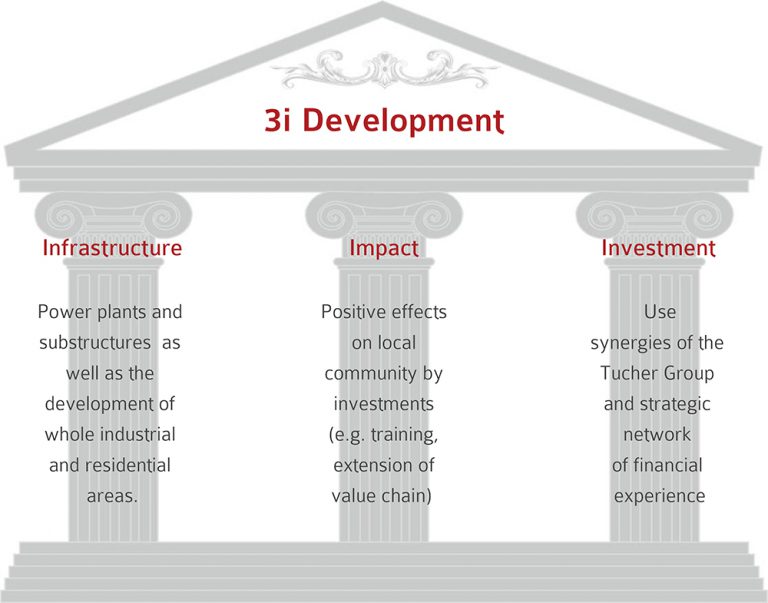 3i Development
Infrastructure
Power plants and
substructures as
well as the
development of
whole industrial
and residential
areas.
Impact
Positive effects
on local
community by
investments
(e.g. training,
extension of
value chain)
Investment
Use
synergies of the
Tucher Group
and strategic
network
of financial
experience